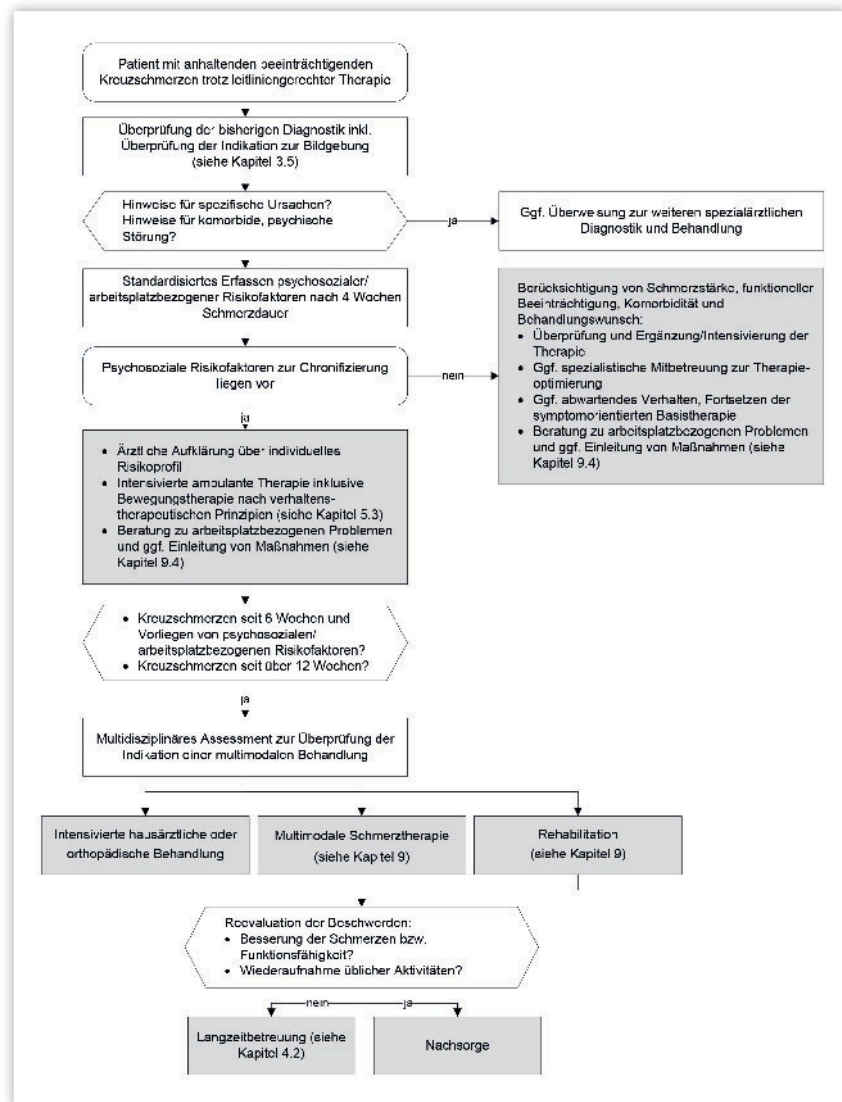 Patient mit anhaltenden beeinträchtigenden
Kreuzschmerzen trotz leitliniengerechter Therapie
Überprüfung der bisherigen Diagnostik inkl.
Überprüfung der Indikation zur Bildgebung
(siehe Kapitel 3.5)
Hinweise für spezifische Ursachen?
Hinweise für komorbide, psychische
Störung?
ja
Ggf. Überweisung zur weiteren spezialärztlichen
Diagnostik und Behandlung
Standardisiertes Erfassen psychosozialer/
arbeitsplatzbezogener Risikofaktoren nach 4 Wochen
Schmerzdauer
Psychosoziale Risikofaktoren zur Chronifizierung
liegen vor
nein
Berücksichtigung von Schmerzstärke, funktioneller
Beeinträchtigung, Komorbidität und
Behandlungswunsch:
• Überprüfung und Ergänzung/Intensivierung der
Therapie
• Ggf. spezialistische Mitbetreuung zur Therapie-
optimierung
• Ggf. abwartendes Verhalten, Fortsetzen der
symptomorientierten Basistherapie
• Beratung zu arbeitsplatzbezogenen Problemen
und ggf. Einleitung von Maßnahmen (siehe
Kapitel 9.4)
ja
• Ärztliche Aufklärung über individuelles
Risikoprofil
• Intensivierte ambulante Therapie inklusive
Bewegungstherapie nach verhaltens-
therapeutischen Prinzipien (siehe Kapitel 5.3)
• Beratung zu arbeitsplatzbezogenen Problemen
und ggf. Einleitung von Maßnahmen (siehe
Kapitel 9.4)
• Kreuzschmerzen seit 6 Wochen und
Vorliegen von psychosozialen/
arbeitsplatzbezogenen Risikofaktoren?
• Kreuzschmerzen seit über 12 Wochen?
ja
Multidisziplinäres Assessment zur Überprüfung der
Indikation einer multimodalen Behandlung
Intensivierte hausärztliche oder
orthopädische Behandlung
Multimodale Schmerztherapie
(siehe Kapitel 9)
Rehabilitation
(siehe Kapitel 9)
Reevaluation der Beschwerden:
• Besserung der Schmerzen bzw.
Funktionsfähigkeit?
• Wiederaufnahme üblicher Aktivitäten?
nein
ja
Langzeitbetreuung (siehe
Kapitel 4.2)
Nachsorge